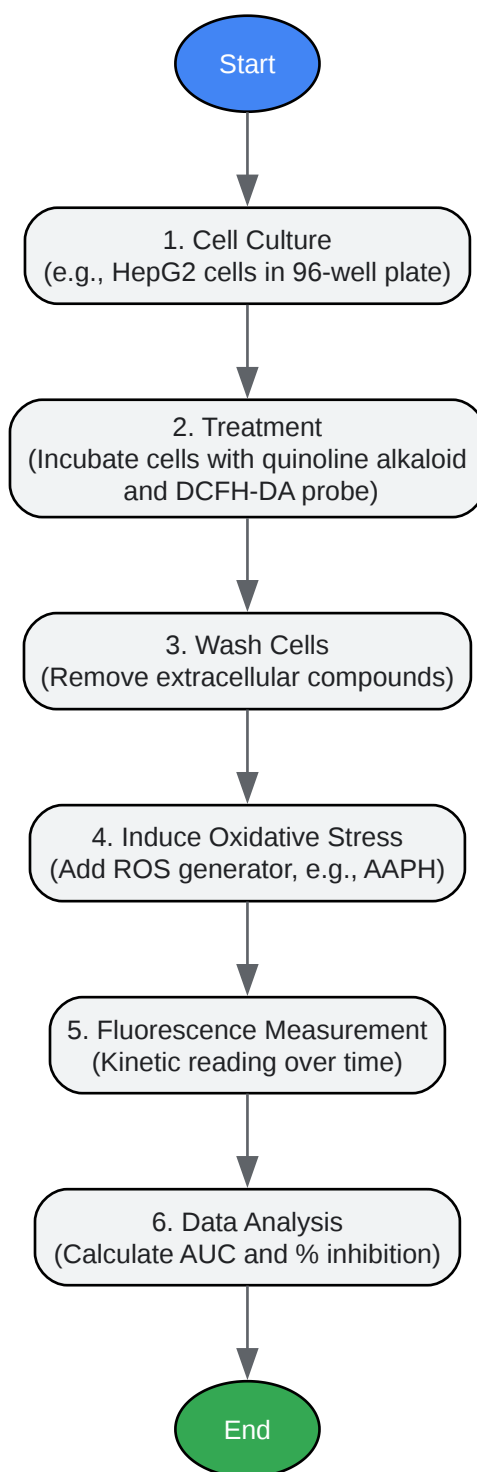 Start
1. Cell Culture
(e.g., HepG2 cells in 96-well plate)
2. Treatment
(Incubate cells with quinoline alkaloid
and DCFH-DA probe)
3. Wash Cells
(Remove extracellular compounds)
4. Induce Oxidative Stress
(Add ROS generator, e.g., AAPH)
5. Fluorescence Measurement
(Kinetic reading over time)
6. Data Analysis
(Calculate AUC and % inhibition)
End